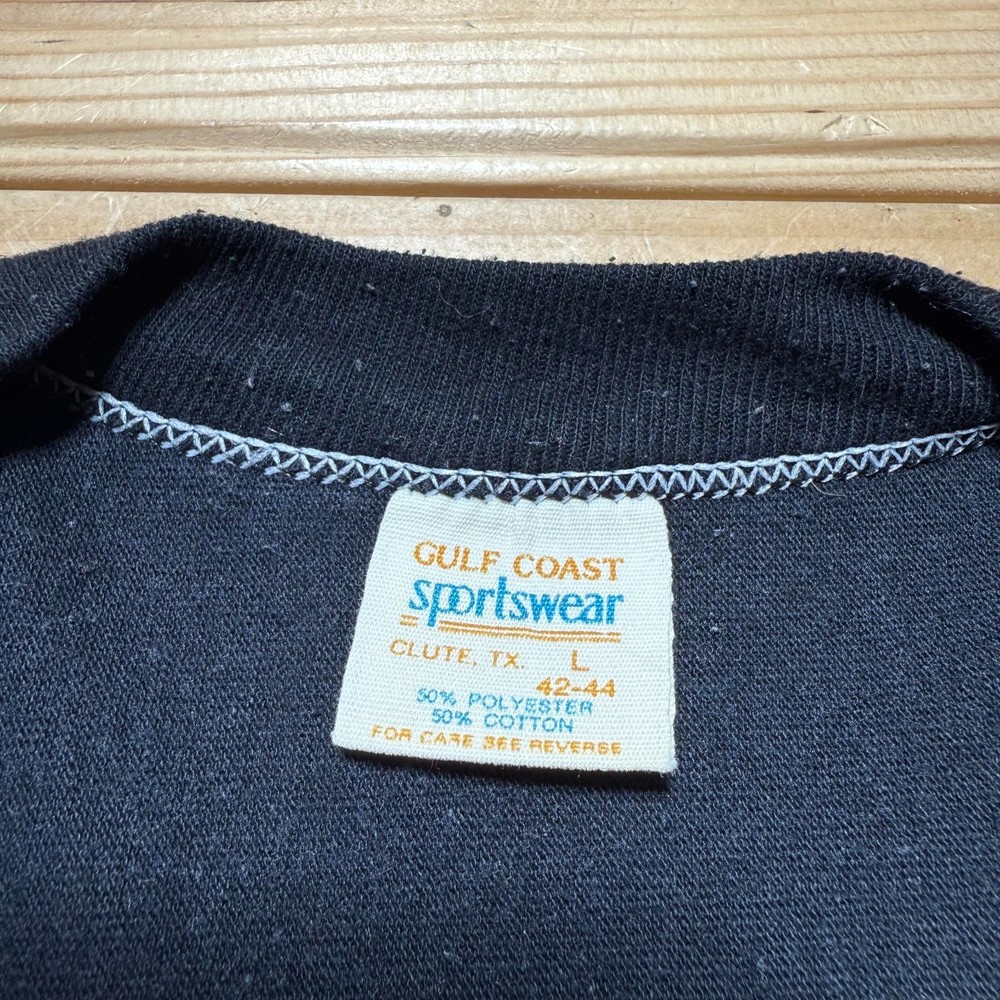 GULF COAST
sportswear
CLUTE, TX. L
42-44
50% POLYESTER
50% COTTON
FOR CARE SEE REVERSE